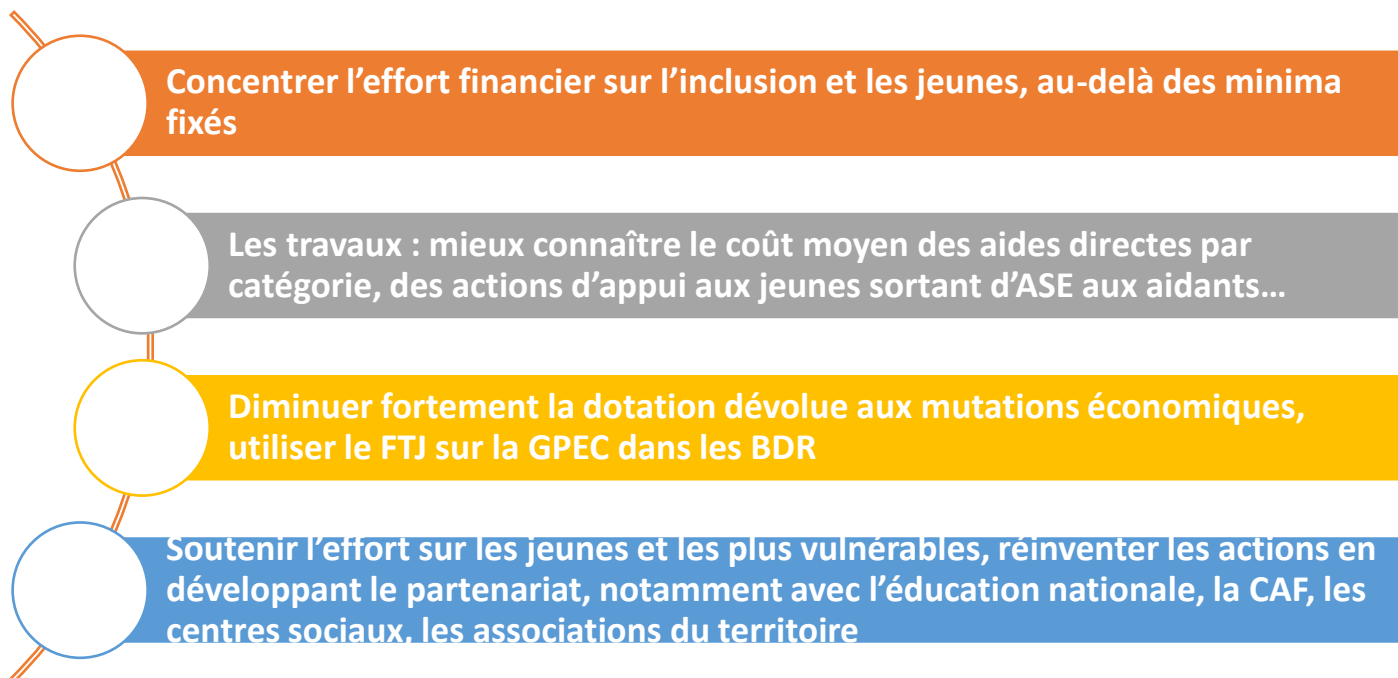 Concentrer l’effort financier sur l’inclusion et les jeunes, au-delà des minima
fixés
Les travaux : mieux connaître le coût moyen des aides directes par
catégorie, des actions d’appui aux jeunes sortant d’ASE aux aidants…
Diminuer fortement la dotation dévolue aux mutations économiques,
utiliser le FTJ sur la GPEC dans les BDR
Soutenir l’effort sur les jeunes et les plus vulnérables, réinventer les actions en
développant le partenariat, notamment avec l’éducation nationale, la CAF, les
centres sociaux, les associations du territoire